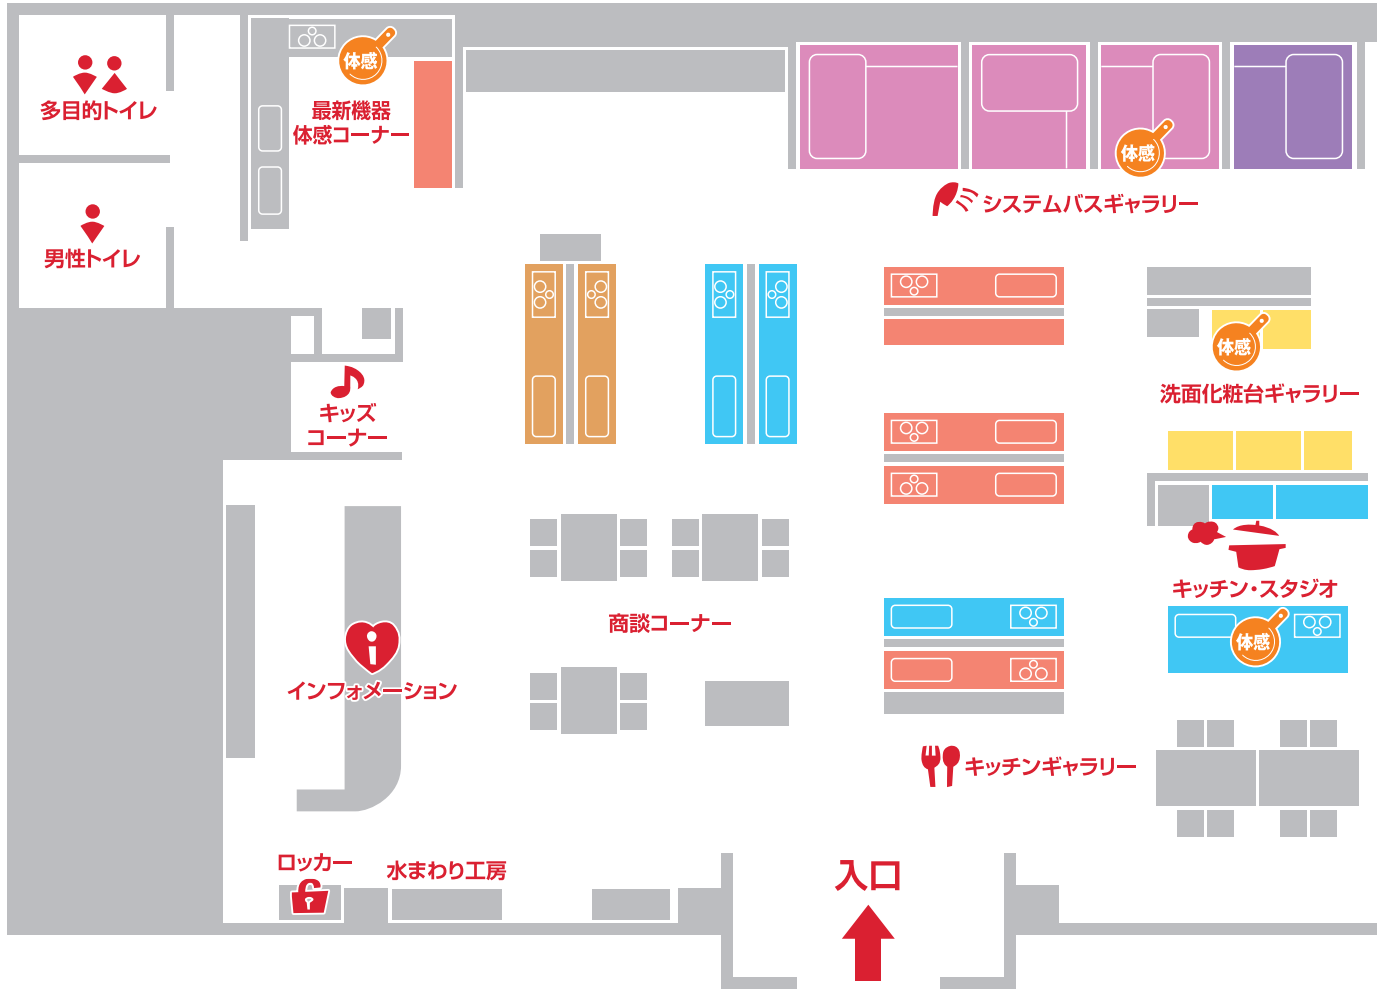 体感
多目的トイレ
最新機器
体感コーナー
体感
システムバスギャラリー
男性トイレ
体感
洗面化粧台ギャラリー
キッズ
コーナー
キッチン・スタジオ
商談コーナー
体感
インフォメーション
キッチンギャラリー
ロッカー
水まわり工房
入口